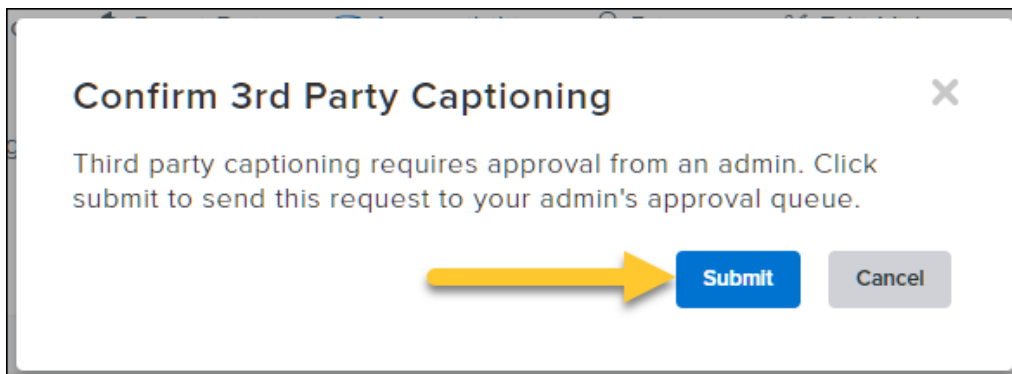 Confirm 3rd Party Captioning
Third party captioning requires approval from an admin. Click
submit to send this request to your admin's approval queue.
Submit
Cancel